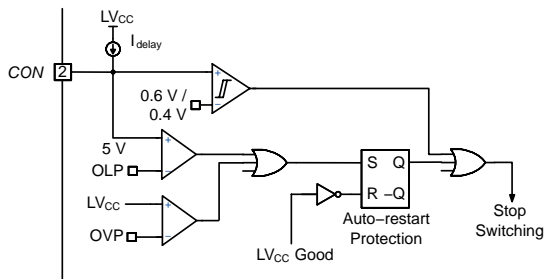 LVCC
Idelay
CON 2
+
0.6 V /
0.4 V
−
5 V
+
OLP
−
S Q
R −Q
LVCC
+
OVP
−
Auto−restart
Protection
LVCC Good
Stop
Switching